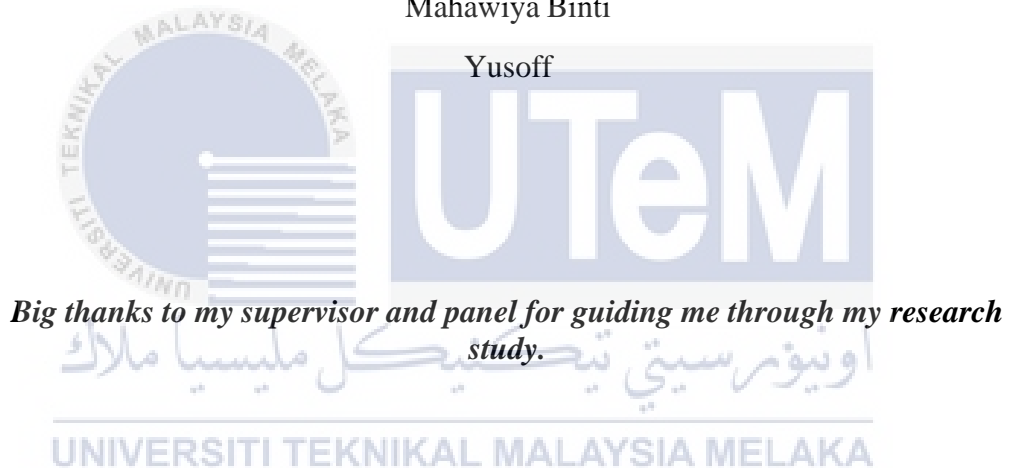 Mahawiya Binti
Yusoff
UNIVERSITI TEKNIKAL MALAYSIA MELAKA
UTeM
Big thanks to my supervisor and panel for guiding me through my research
study.
اونيۏرسيتي تيكنيكل مليسيا ملاك
UNIVERSITI TEKNIKAL MALAYSIA MELAKA